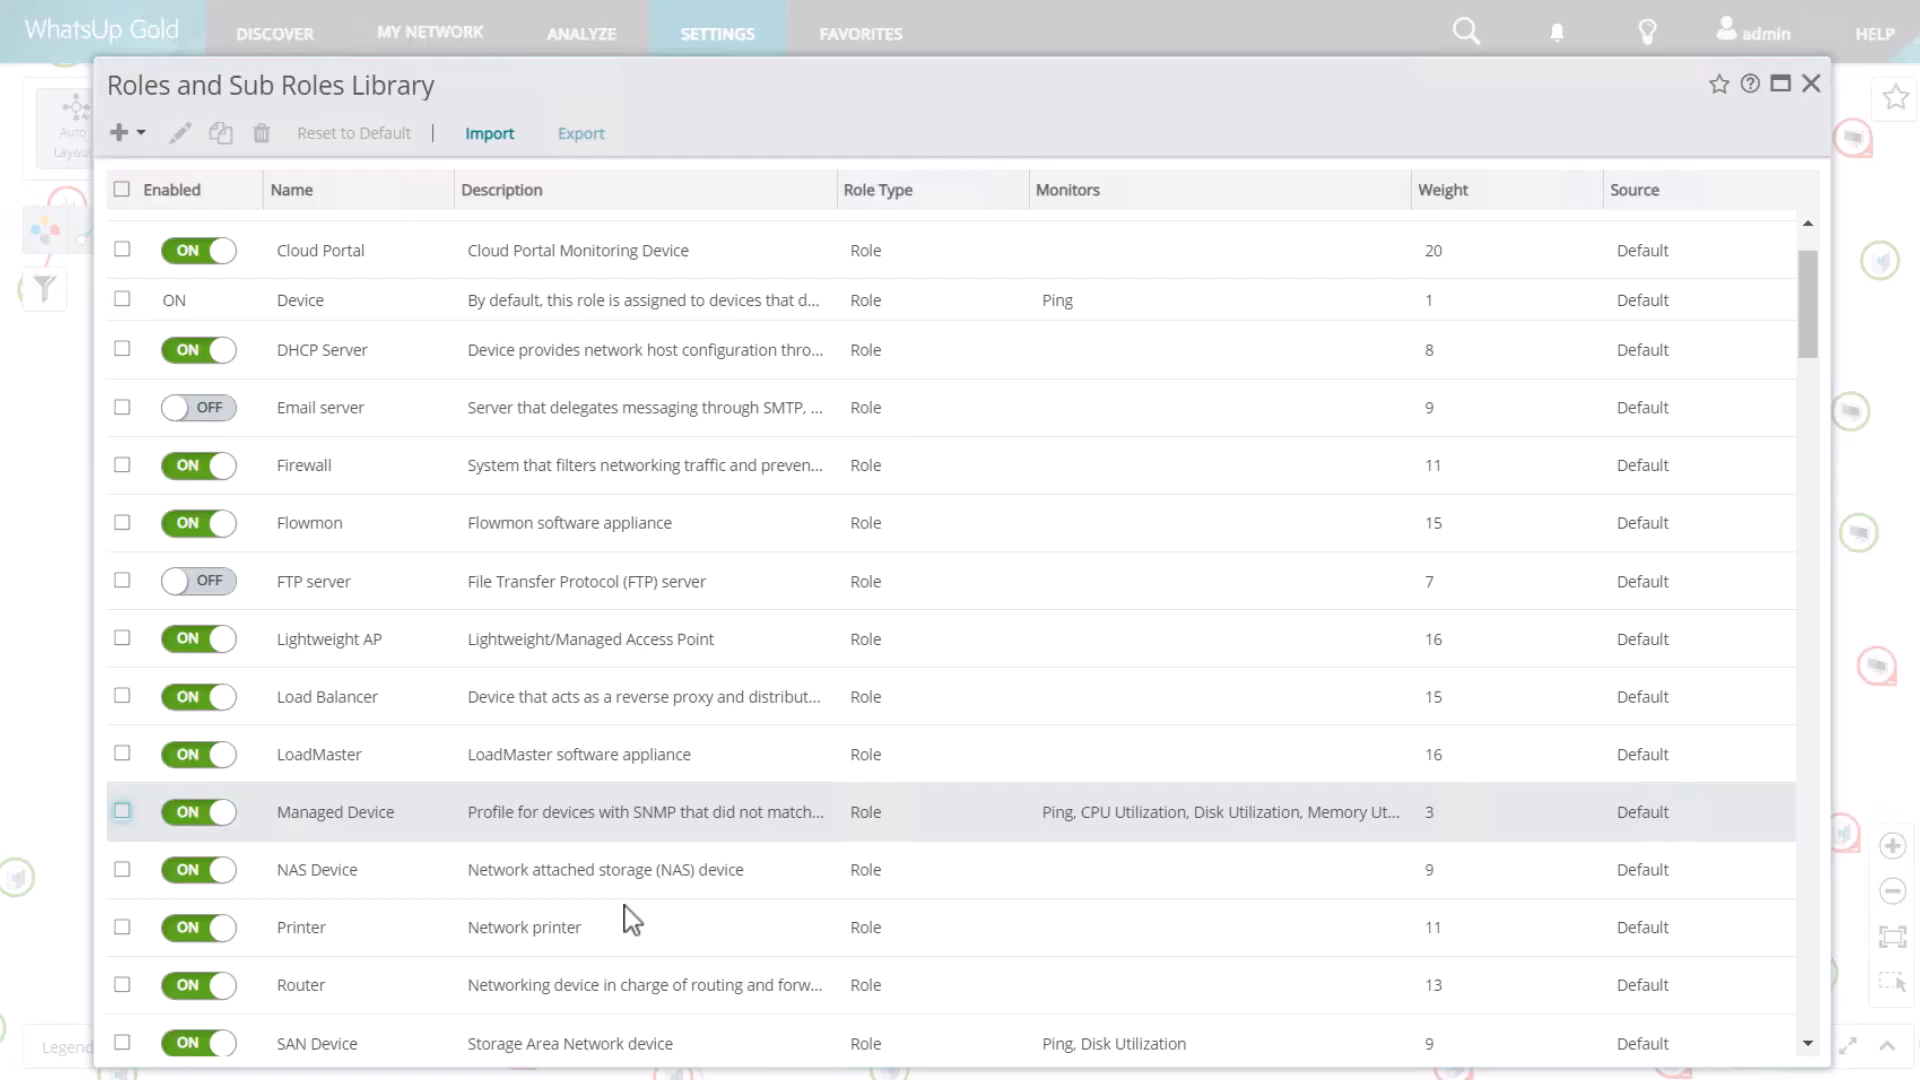 WhatsUp Gold DISCOVER MY NETWORK ANALYZE SETTINGS FAVORITES admin HELP
Roles and Sub Roles Library
Auto
Layout
Reset to Default | Import Export
Enabled Name Description Role Type Monitors Weight Source
ON Cloud Portal Cloud Portal Monitoring Device Role 20 Default
ON Device By default, this role is assigned to devices that d... Role Ping 1 Default
ON DHCP Server Device provides network host configuration thro... Role 8 Default
OFF Email server Server that delegates messaging through SMTP, ... Role 9 Default
ON Firewall System that filters networking traffic and preven... Role 11 Default
ON Flowmon Flowmon software appliance Role 15 Default
OFF FTP server File Transfer Protocol (FTP) server Role 7 Default
ON Lightweight AP Lightweight/Managed Access Point Role 16 Default
ON Load Balancer Device that acts as a reverse proxy and distribut... Role 15 Default
ON LoadMaster LoadMaster software appliance Role 16 Default
ON Managed Device Profile for devices with SNMP that did not match... Role Ping, CPU Utilization, Disk Utilization, Memory Ut... 3 Default
ON NAS Device Network attached storage (NAS) device Role 9 Default
ON Printer Network printer Role 11 Default
ON Router Networking device in charge of routing and forw... Role 13 Default
ON SAN Device Storage Area Network device Role Ping, Disk Utilization 9 Default
Legend